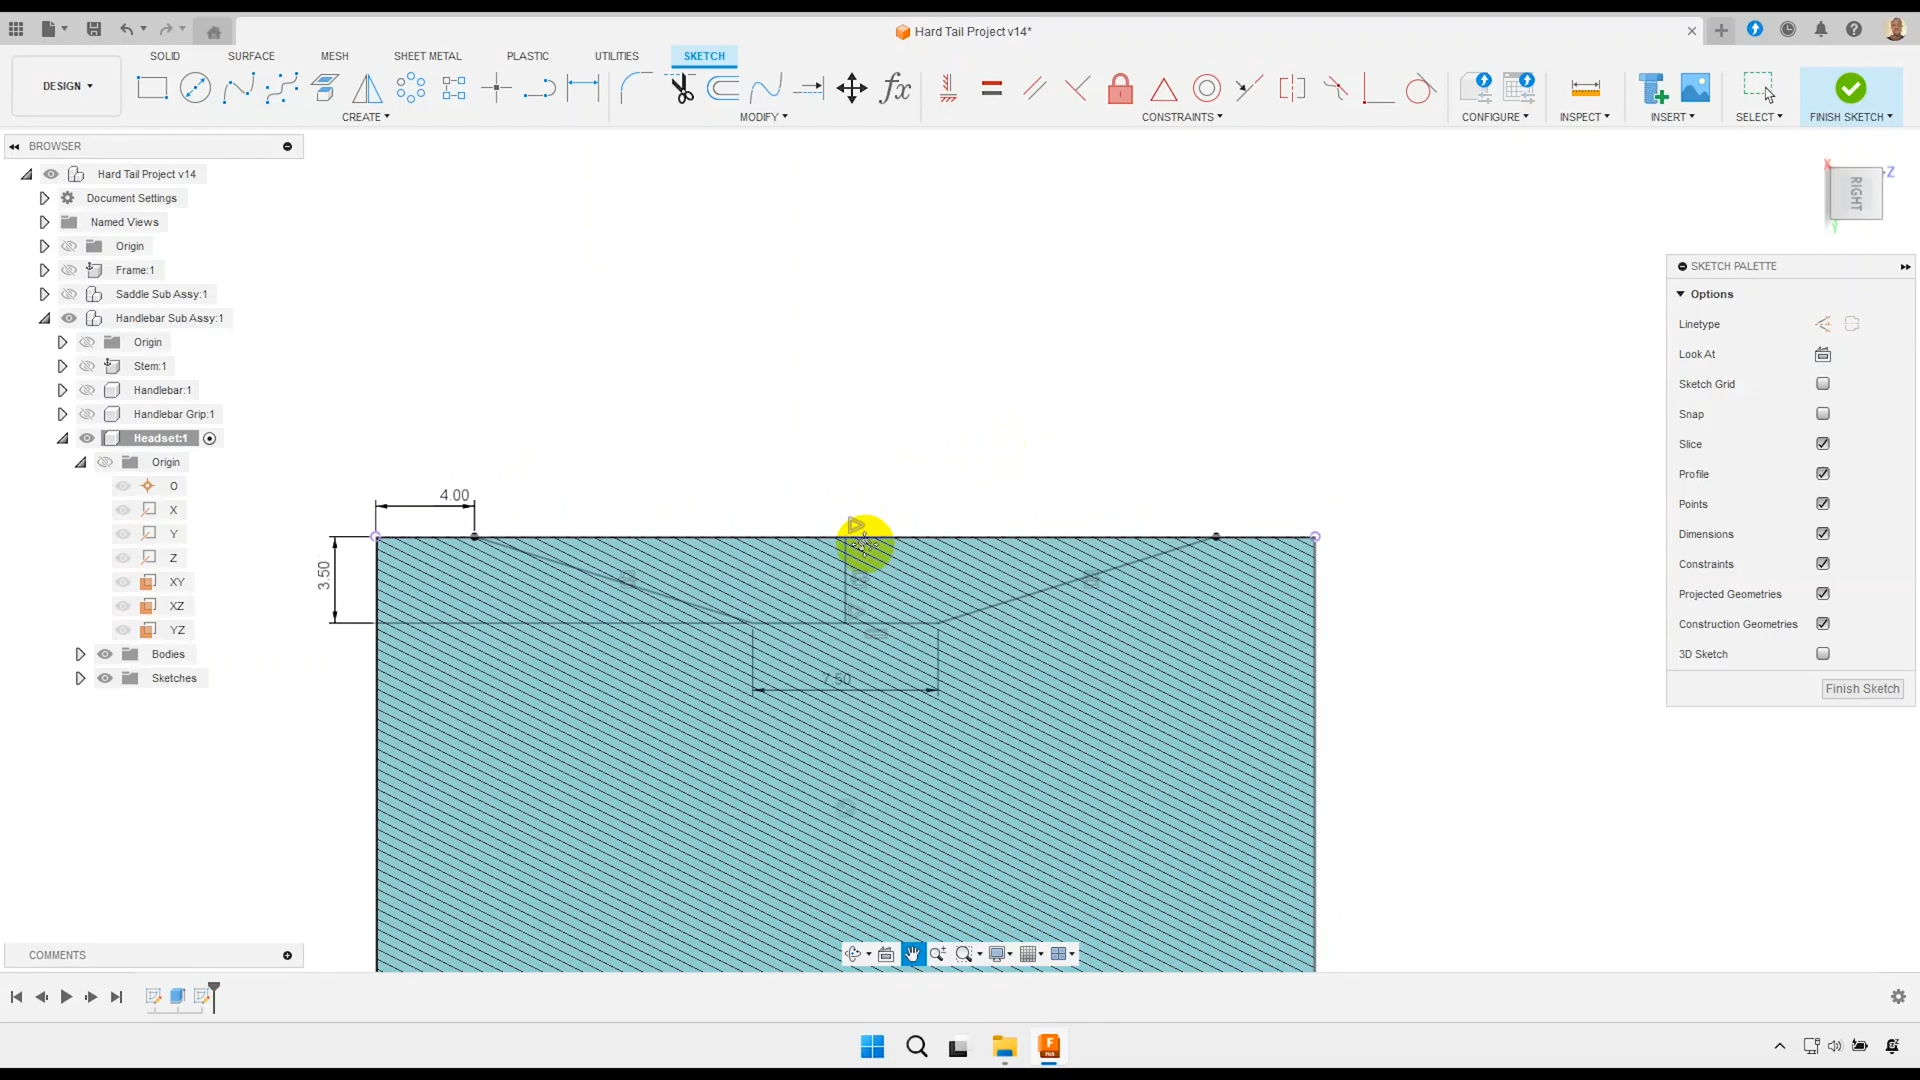 Hard Tail Project v14*
SOLID
SURFACE
MESH
SHEET METAL
PLASTIC
UTILITIES
SKETCH
DESIGN
fx
CREATE
MODIFY
CONSTRAINTS
CONFIGURE
INSPECT
INSERT
SELECT
FINISH SKETCH
BROWSER
Hard Tail Project v14
Document Settings
Named Views
Origin
Frame:1
Saddle Sub Assy:1
Handlebar Sub Assy:1
Origin
Stem:1
Handlebar:1
Handlebar Grip:1
Headset:1
Origin
O
X
Y
Z
XY
XZ
YZ
Bodies
Sketches
4.00
3.50
7.50
X
Z
Y
RIGHT
SKETCH PALETTE
Options
Linetype
Look At
Sketch Grid
Snap
Slice
Profile
Points
Dimensions
Constraints
Projected Geometries
Construction Geometries
3D Sketch
Finish Sketch
COMMENTS